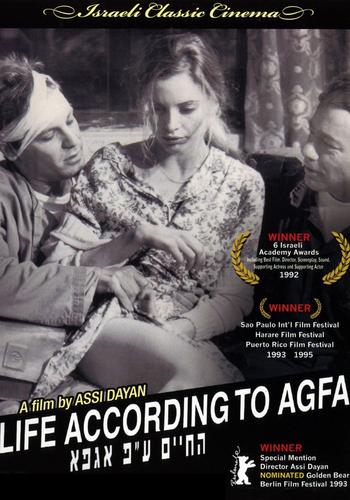 Israeli Classic Cinema
WINNER
6 Israeli
Academy Awards
Including Best Film, Director, Screenplay, Sound,
Supporting Actress and Supporting Actor
1992
WINNER
Sao Paulo Int'l Film Festival
Harare Film Festival
Puerto Rico Film Festival
1993 1995
A film by ASSI DAYAN
LIFE ACCORDING TO AGFA
החיים ע"פ אגפא
WINNER
Special Mention
Director Assi Dayan
NOMINATED Golden Bear
Berlin Film Festival 1993